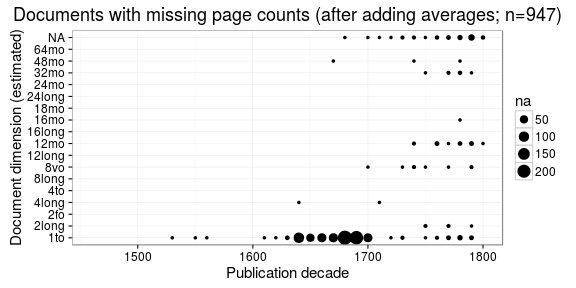 Documents with missing page counts (after adding averages; n=947)
Document dimension (estimated)
NA
64mo
48mo
32mo
24mo
24long
18mo
16mo
16long
12mo
12long
8vo
8long
4to
4long
2fo
2long
1to
1500
1600
1700
1800
Publication decade
na
50
100
150
200